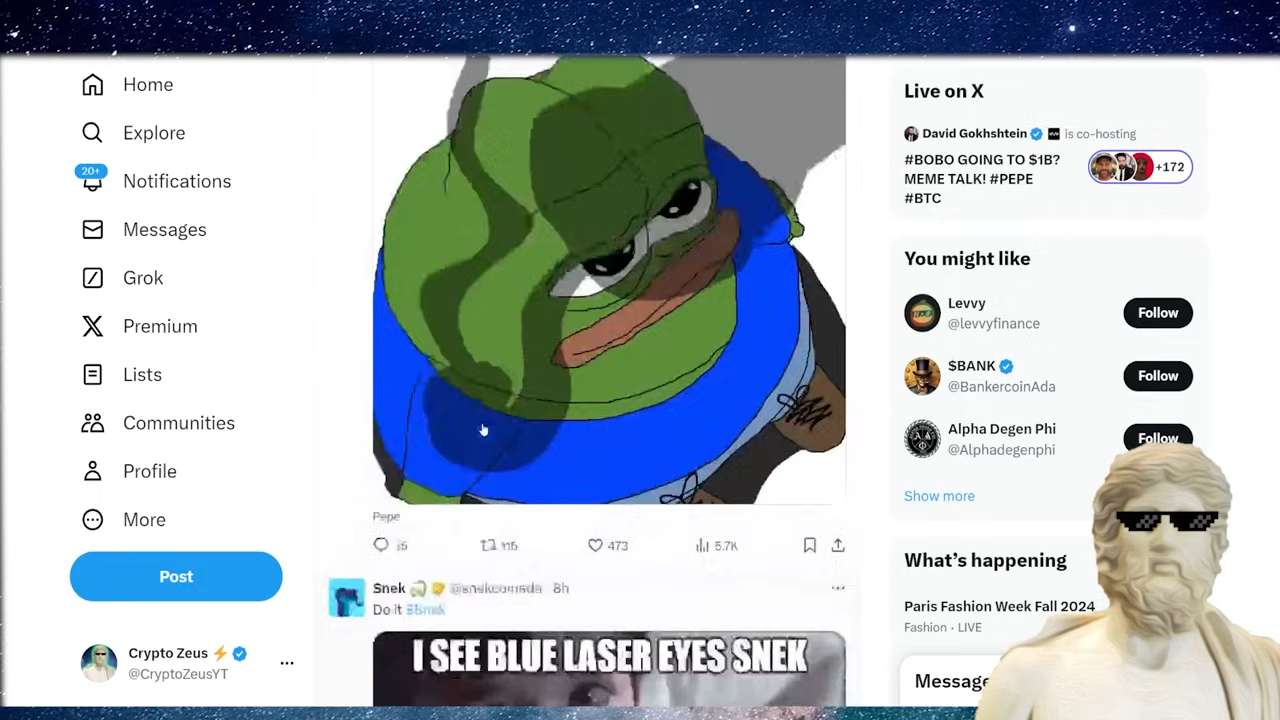 Home
Explore
20+
Notifications
Messages
Grok
Premium
Lists
Communities
Profile
More
Post
Crypto Zeus
@CryptoZeusYT
Pepe
473
5.7K
Snek
8h
Do it
I SEE BLUE LASER EYES SNEK
Live on X
David Gokhshtein is co-hosting
#BOBO GOING TO $1B?
MEME TALK! #PEPE
#BTC
+172
You might like
Levvy
@levvyfinance
Follow
$BANK
@BankercoinAda
Follow
Alpha Degen Phi
@Alphadegenphi
Follow
Show more
What's happening
Paris Fashion Week Fall 2024
Fashion · LIVE